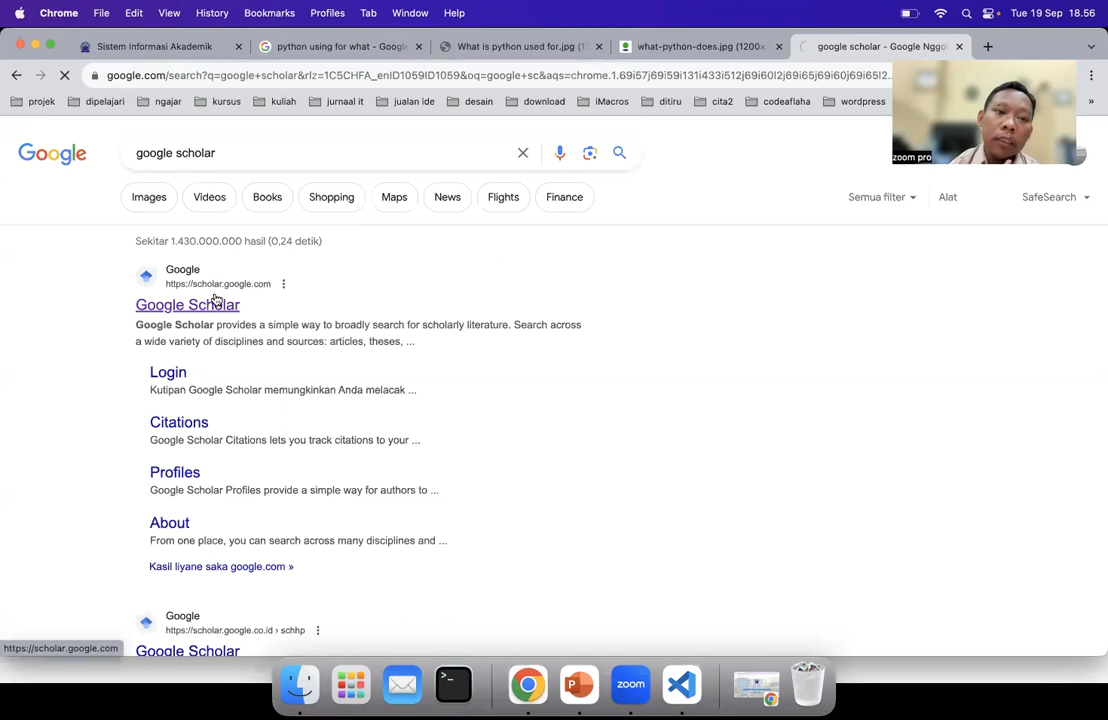 Chrome File Edit View History Bookmarks Profiles Tab Window Help Tue 19 Sep 18.56
Sistem Informasi Akademik
python using for what - Google
What is python used for.jpg (1
what-python-does.jpg (1200×
google scholar - Google Nggol
google.com/search?q=google+scholar&rlz=1C5CHFA_enID1059ID1059&oq=google+sc&aqs=chrome.1.69i57j69i59i131i433i512j69i60l2j69i65j69i60j69i65l2...
projek dipelajari ngajar kursus kuliah jurnaal it jualan ide desain download iMacros ditiru cita2 codeaflaha wordpress »
zoom pro
Google
google scholar
Images Videos Books Shopping Maps News Flights Finance
Semua filter Alat SafeSearch
Sekitar 1.430.000.000 hasil (0,24 detik)
Google
https://scholar.google.com
Google Scholar
Google Scholar provides a simple way to broadly search for scholarly literature. Search across
a wide variety of disciplines and sources: articles, theses, ...
Login
Kutipan Google Scholar memungkinkan Anda melacak ...
Citations
Google Scholar Citations lets you track citations to your ...
Profiles
Google Scholar Profiles provide a simple way for authors to ...
About
From one place, you can search across many disciplines and ...
Kasil liyane saka google.com »
Google
https://scholar.google.co.id › schhp
Google Scholar
https://scholar.google.com
zoom